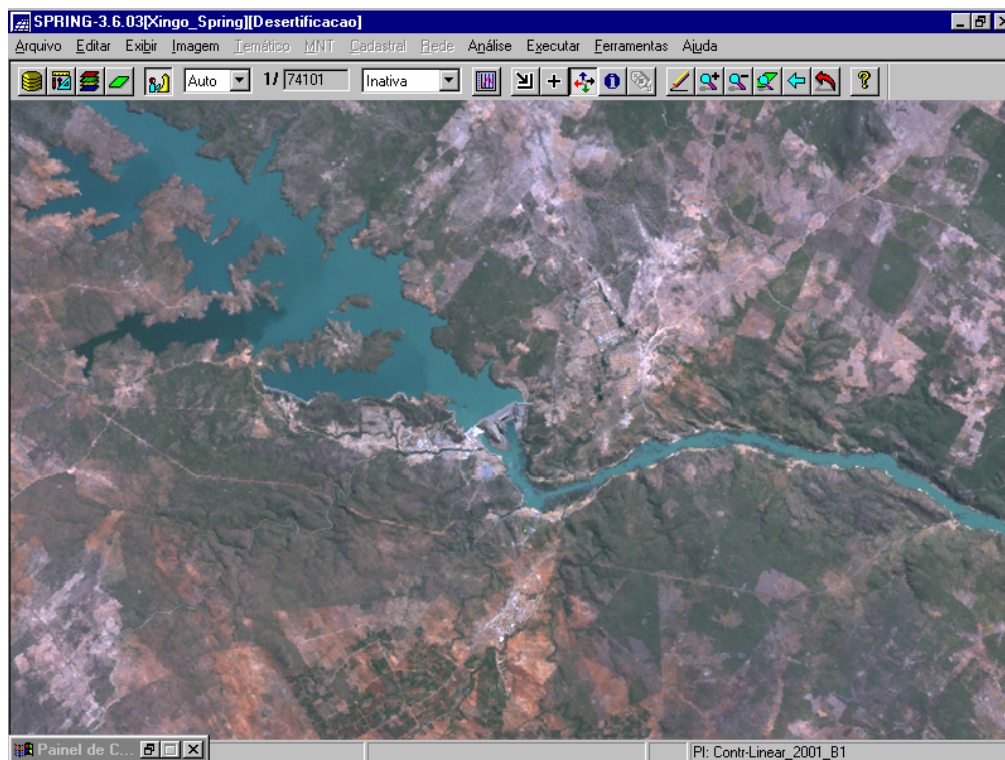 SPRING-3.6.03[Xingo_Spring][Desertificacao]
Arquivo Editar Exibir Imagem Temático MNT Cadastral Rede Análise Executar Ferramentas Ajuda
Auto 1/ 74101 Inativa
Painel de C... PI: Contr-Linear_2001_B1